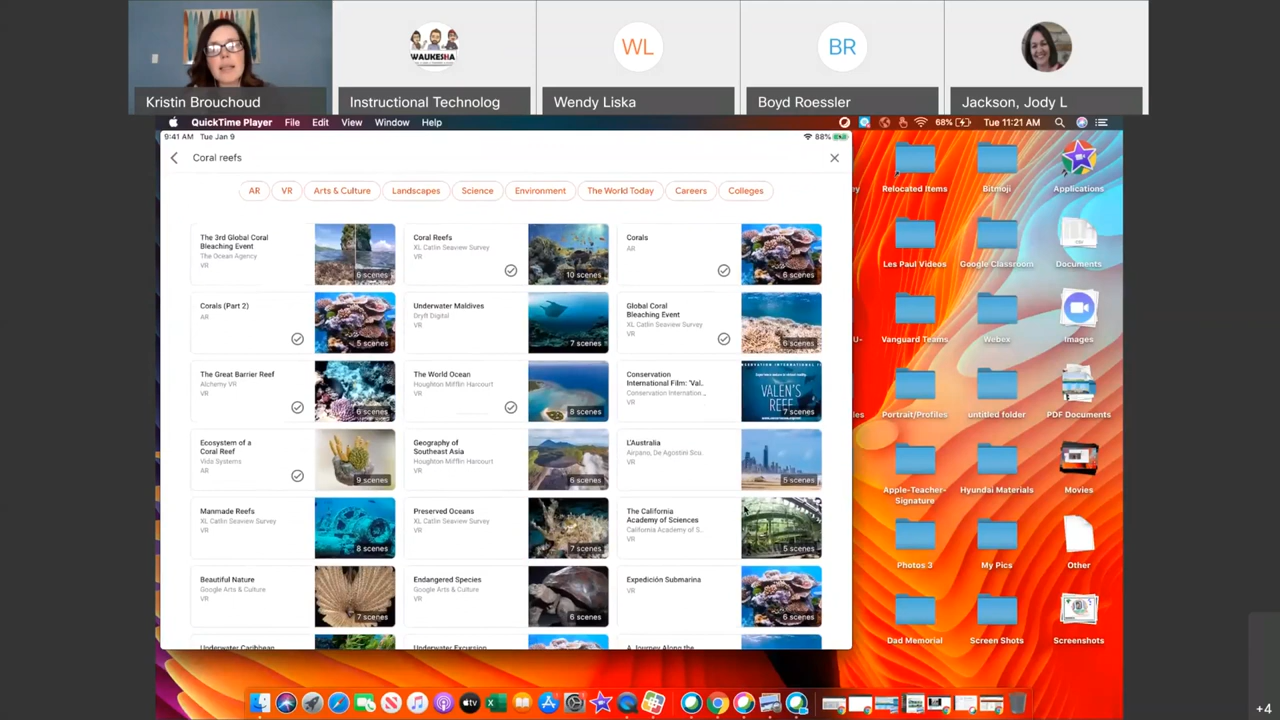 WL
BR
WAUKESHA
Kristin Brouchoud
Instructional Technolog
Wendy Liska
Boyd Roessler
Jackson, Jody L
QuickTime Player File Edit View Window Help
68%
Tue 11:21 AM
9:41 AM Tue Jan 9
88%
Coral reefs
AR
VR
Arts & Culture
Landscapes
Science
Environment
The World Today
Careers
Colleges
The 3rd Global Coral
Bleaching Event
The Ocean Agency
VR
6 scenes
Coral Reefs
XL Catlin Seaview Survey
VR
10 scenes
Corals
AR
6 scenes
Corals (Part 2)
AR
5 scenes
Underwater Maldives
Dryft Digital
VR
7 scenes
Global Coral
Bleaching Event
XL Catlin Seaview Survey
VR
6 scenes
The Great Barrier Reef
Alchemy VR
VR
6 scenes
The World Ocean
Houghton Mifflin Harcourt
VR
8 scenes
Conservation
International Film: 'Val..
Conservation Internation...
VR
VALEN'S
REEF
7 scenes
Ecosystem of a
Coral Reef
Vida Systems
AR
9 scenes
Geography of
Southeast Asia
Houghton Mifflin Harcourt
VR
6 scenes
L'Australia
Airpano, De Agostini Scu..
VR
5 scenes
Manmade Reefs
XL Catlin Seaview Survey
VR
8 scenes
Preserved Oceans
XL Catlin Seaview Survey
VR
7 scenes
The California
Academy of Sciences
California Academy of S..
VR
5 scenes
Beautiful Nature
Google Arts & Culture
VR
7 scenes
Endangered Species
Google Arts & Culture
VR
6 scenes
Expedición Submarina
VR
6 scenes
Underwater Caribbean
Underwater Excursion
A Journey Along the
Relocated Items
Bitmoji
Applications
Les Paul Videos
Google Classroom
Documents
Vanguard Teams
Webex
Images
Portrait/Profiles
untitled folder
PDF Documents
Apple-Teacher-
Signature
Hyundai Materials
Movies
Photos 3
My Pics
Other
Dad Memorial
Screen Shots
Screenshots
tv
+4